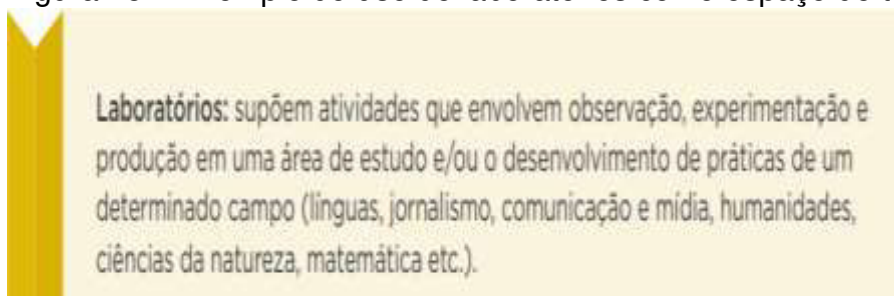 Laboratórios: supõem atividades que envolvem observação, experimentação e
produção em uma área de estudo e/ou o desenvolvimento de práticas de um
determinado campo (línguas, jornalismo, comunicação e mídia, humanidades,
ciências da natureza, matemática etc.).